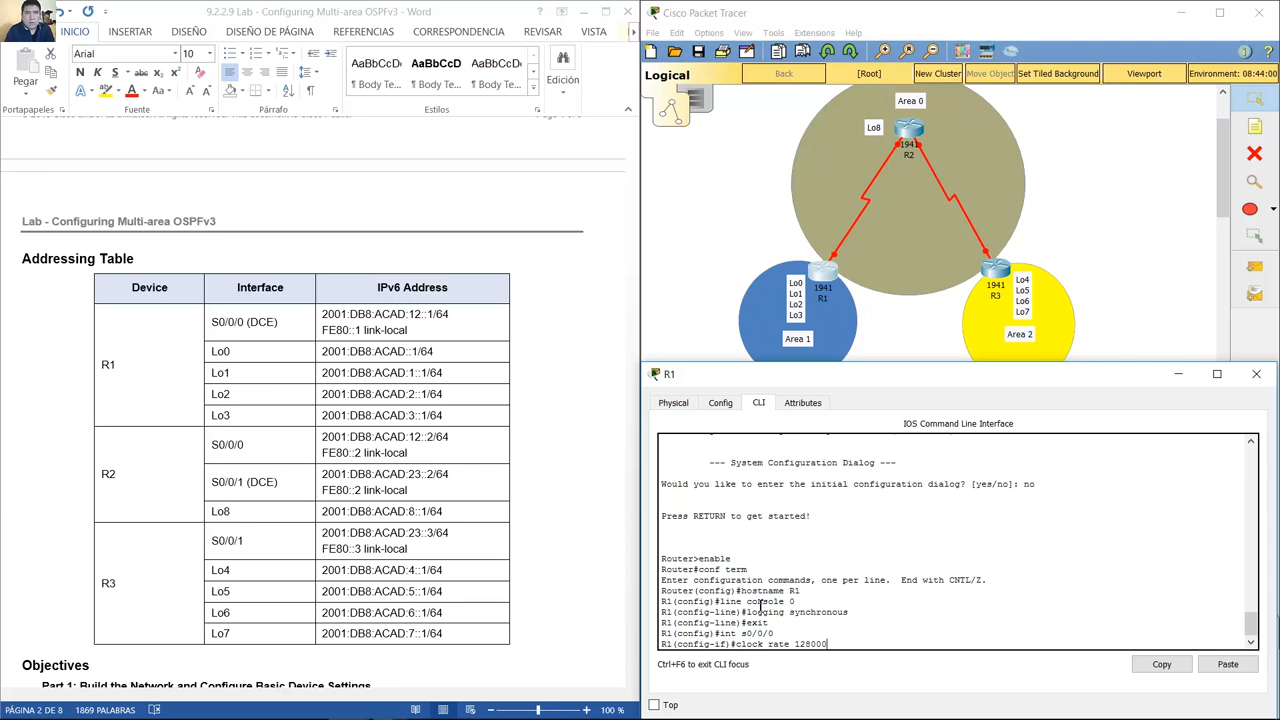 9.2.2.9 Lab - Configuring Multi-area OSPFv3 - Word
INICIO INSERTAR DISEÑO DISEÑO DE PÁGINA REFERENCIAS CORRESPONDENCIA REVISAR VISTA
Pegar
Arial 10
AaBbCcD AaBbCcD AaBbCcD
¶ Body Te... ¶ Body Te... ¶ Body Te...
Edición
Portapapeles Fuente Párrafo Estilos
Lab - Configuring Multi-area OSPFv3
Addressing Table
Device Interface IPv6 Address
R1
S0/0/0 (DCE) 2001:DB8:ACAD:12::1/64
FE80::1 link-local
Lo0 2001:DB8:ACAD::1/64
Lo1 2001:DB8:ACAD:1::1/64
Lo2 2001:DB8:ACAD:2::1/64
Lo3 2001:DB8:ACAD:3::1/64
R2
S0/0/0 2001:DB8:ACAD:12::2/64
FE80::2 link-local
S0/0/1 (DCE) 2001:DB8:ACAD:23::2/64
FE80::2 link-local
Lo8 2001:DB8:ACAD:8::1/64
R3
S0/0/1 2001:DB8:ACAD:23::3/64
FE80::3 link-local
Lo4 2001:DB8:ACAD:4::1/64
Lo5 2001:DB8:ACAD:5::1/64
Lo6 2001:DB8:ACAD:6::1/64
Lo7 2001:DB8:ACAD:7::1/64
Objectives
Part 1: Build the Network and Configure Basic Device Settings
PÁGINA 2 DE 8 1869 PALABRAS 100 %
Cisco Packet Tracer
File Edit Options View Tools Extensions Help
Logical Back [Root] New Cluster Move Object Set Tiled Background Viewport Environment: 08:44:00
Area 0
Lo8
1941
R2
1941
R1
Lo0
Lo1
Lo2
Lo3
Area 1
1941
R3
Lo4
Lo5
Lo6
Lo7
Area 2
R1
Physical Config CLI Attributes
IOS Command Line Interface
--- System Configuration Dialog ---
Would you like to enter the initial configuration dialog? [yes/no]: no
Press RETURN to get started!
Router>enable
Router#conf term
Enter configuration commands, one per line. End with CNTL/Z.
Router(config)#hostname R1
R1(config)#line console 0
R1(config-line)#logging synchronous
R1(config-line)#exit
R1(config)#int s0/0/0
R1(config-if)#clock rate 128000
Ctrl+F6 to exit CLI focus
Copy Paste
Top